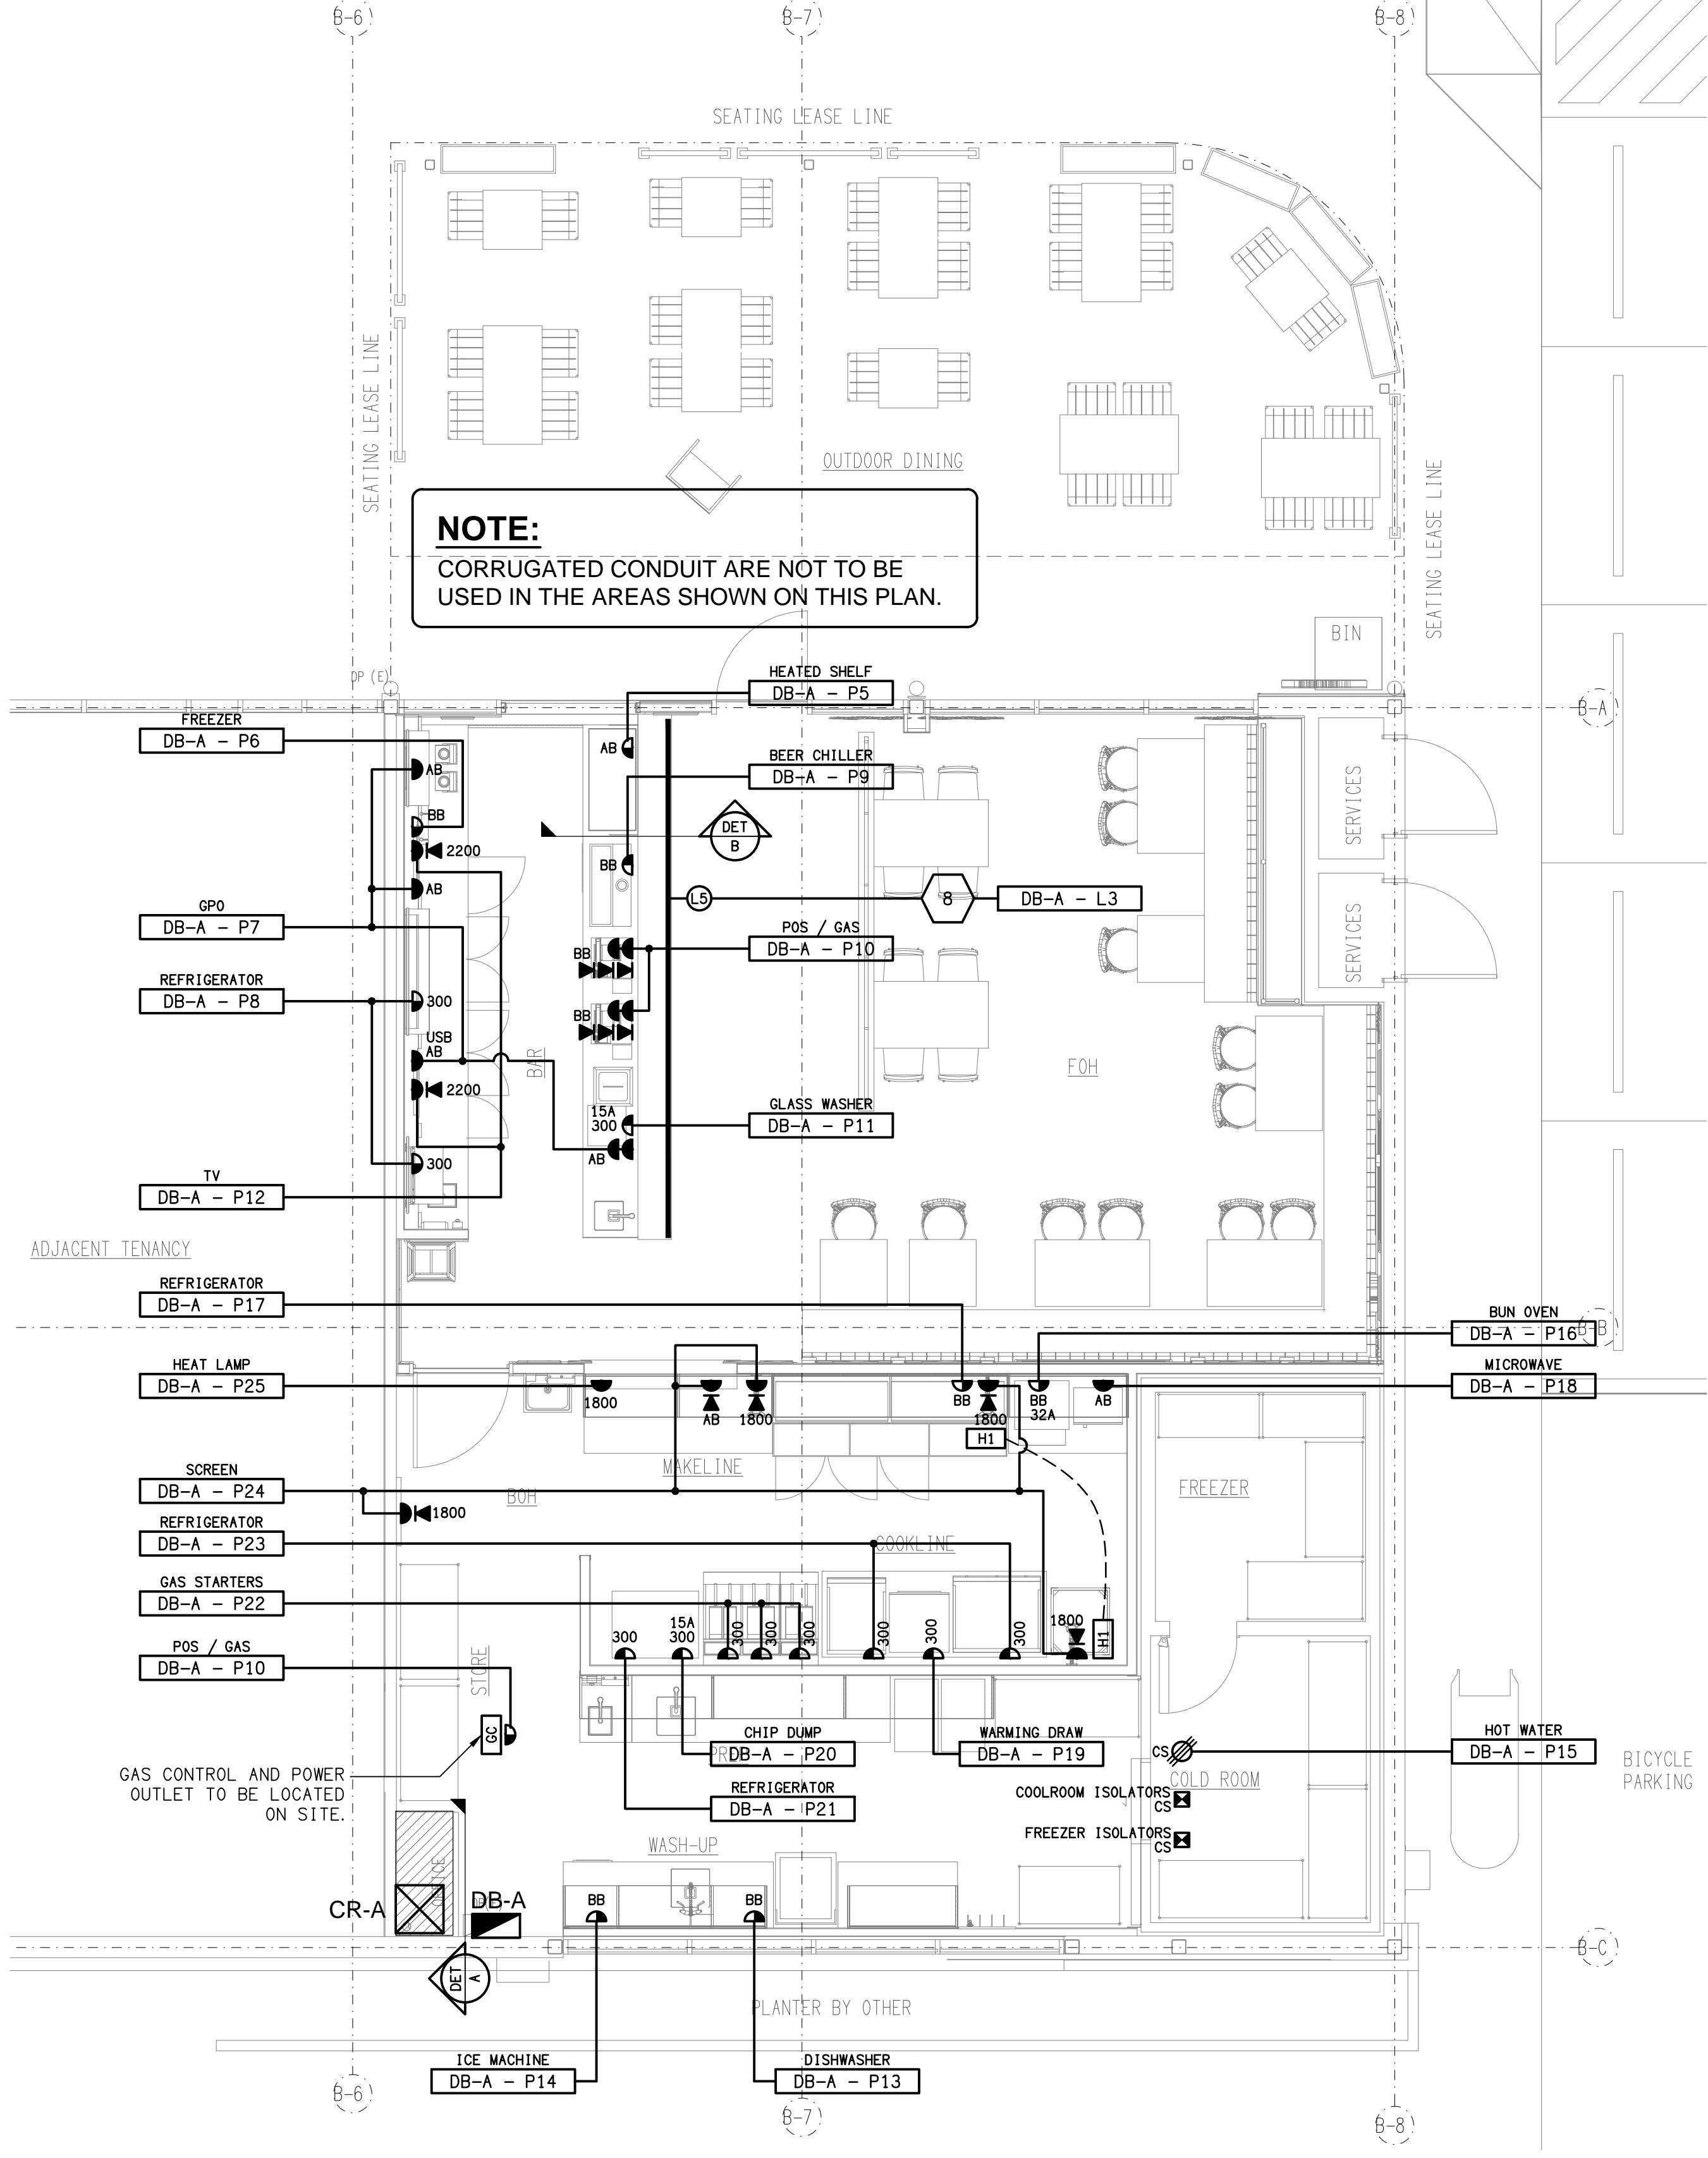 B-6
B-7
B-8
SEATING LEASE LINE
SEATING LEASE LINE
SEATING LEASE LINE
OUTDOOR DINING
NOTE:
CORRUGATED CONDUIT ARE NOT TO BE
USED IN THE AREAS SHOWN ON THIS PLAN.
BIN
DP (E)
B-A
HEATED SHELF
DB-A - P5
FREEZER
DB-A - P6
AB
AB
BEER CHILLER
DB-A - P9
SERVICES
BB
2200
DET
B
BB
AB
L5
8
DB-A - L3
GPO
DB-A - P7
POS / GAS
DB-A - P10
BB
SERVICES
REFRIGERATOR
DB-A - P8
300
BB
USB
AB
BAR
FOH
2200
GLASS WASHER
DB-A - P11
15A
300
AB
300
TV
DB-A - P12
ADJACENT TENANCY
REFRIGERATOR
DB-A - P17
BUN OVEN
DB-A - P16
B-B
HEAT LAMP
DB-A - P25
MICROWAVE
DB-A - P18
1800
AB
1800
BB
1800
BB
32A
AB
H1
MAKELINE
SCREEN
DB-A - P24
BOH
FREEZER
1800
REFRIGERATOR
DB-A - P23
COOKLINE
GAS STARTERS
DB-A - P22
300
15A
300
300
300
300
300
300
300
1800
H1
POS / GAS
DB-A - P10
STORE
GC
CHIP DUMP
DB-A - P20
WARMING DRAW
DB-A - P19
HOT WATER
DB-A - P15
CS
GAS CONTROL AND POWER
OUTLET TO BE LOCATED
ON SITE.
COLD ROOM
BICYCLE
PARKING
REFRIGERATOR
DB-A - P21
COOLROOM ISOLATORS
CS
FREEZER ISOLATORS
CS
WASH-UP
CR-A
DB-A
BB
BB
B-C
DET
A
PLANTER BY OTHER
ICE MACHINE
DB-A - P14
DISHWASHER
DB-A - P13
B-6
B-7
B-8